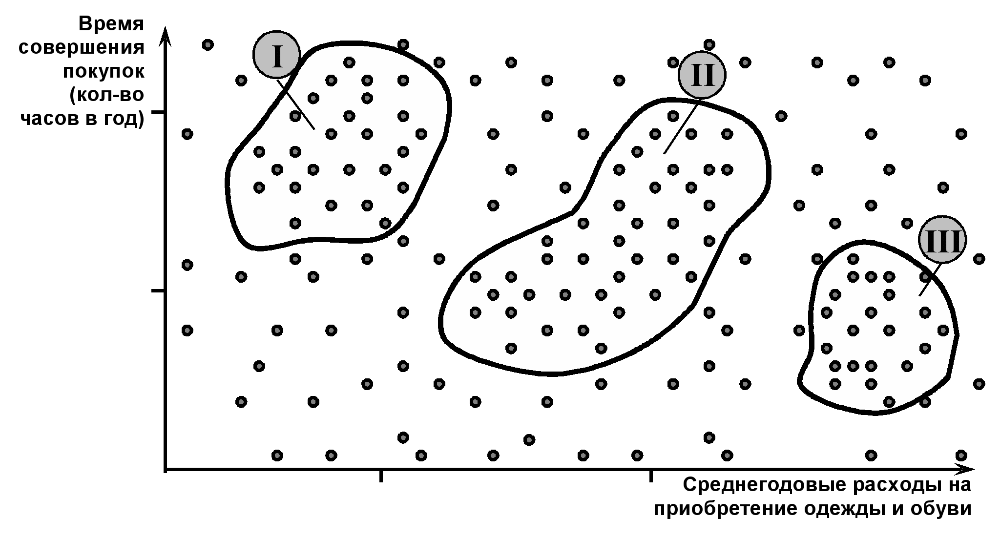 Время
совершения
покупок
(кол-во
часов в год)
I
II
III
Среднегодовые расходы на
приобретение одежды и обуви